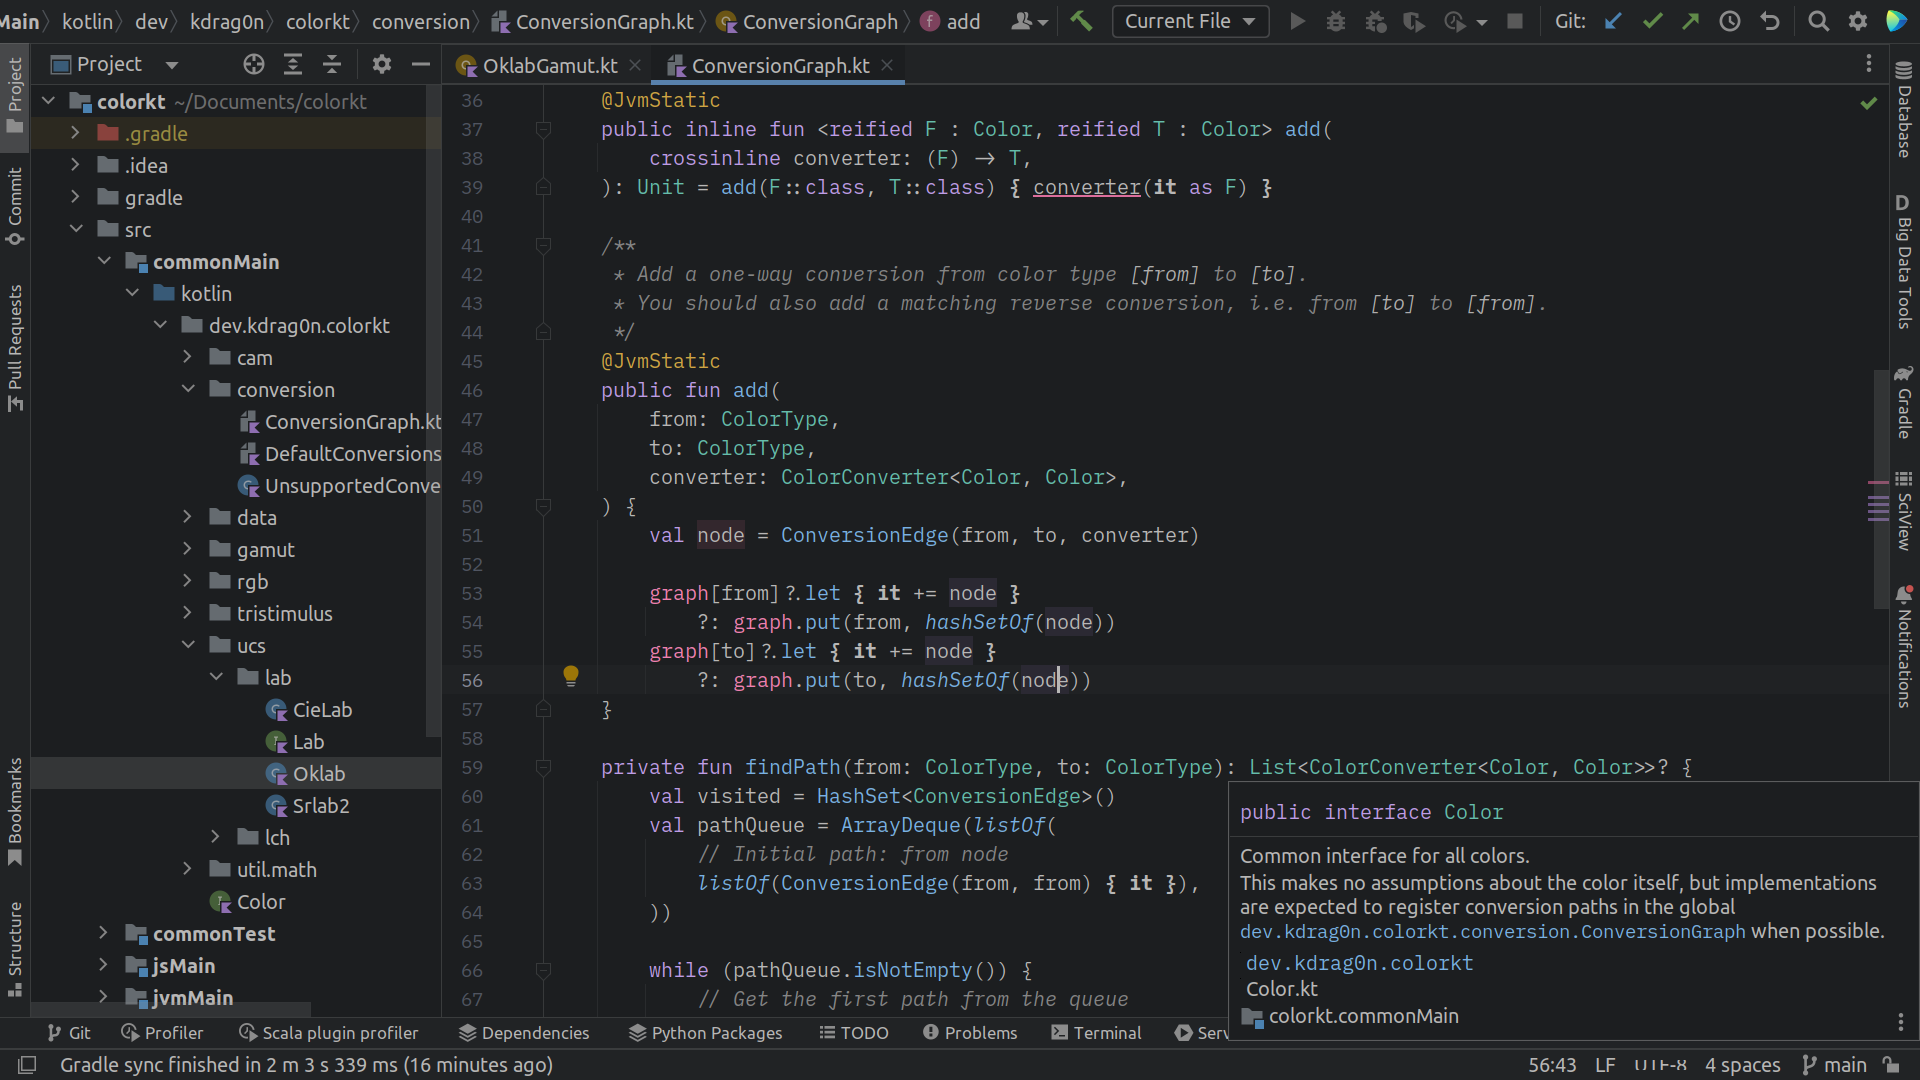 Main
kotlin
dev
kdrag0n
colorkt
conversion
ConversionGraph.kt
ConversionGraph
add
Current File
Git:
Project
OklabGamut.kt
ConversionGraph.kt
Project
Commit
Pull Requests
Bookmarks
Structure
colorkt ~/Documents/colorkt
.gradle
.idea
gradle
src
commonMain
kotlin
dev.kdrag0n.colorkt
cam
conversion
ConversionGraph.kt
DefaultConversions
UnsupportedConve
data
gamut
rgb
tristimulus
ucs
lab
CieLab
Lab
Oklab
Srlab2
lch
util.math
Color
commonTest
jsMain
jvmMain
36 @JvmStatic
37 public inline fun <reified F : Color, reified T : Color> add(
38 crossinline converter: (F) → T,
39 ): Unit = add(F::class, T::class) { converter(it as F) }
40
41 /**
42 * Add a one-way conversion from color type [from] to [to].
43 * You should also add a matching reverse conversion, i.e. from [to] to [from].
44 */
45 @JvmStatic
46 public fun add(
47 from: ColorType,
48 to: ColorType,
49 converter: ColorConverter<Color, Color>,
50 ) {
51 val node = ConversionEdge(from, to, converter)
52
53 graph[from]?.let { it += node }
54 ?: graph.put(from, hashSetOf(node))
55 graph[to]?.let { it += node }
56 ?: graph.put(to, hashSetOf(node))
57 }
58
59 private fun findPath(from: ColorType, to: ColorType): List<ColorConverter<Color, Color>>? {
60 val visited = HashSet<ConversionEdge>()
61 val pathQueue = ArrayDeque(listOf(
62 // Initial path: from node
63 listOf(ConversionEdge(from, from) { it }),
64 ))
65
66 while (pathQueue.isNotEmpty()) {
67 // Get the first path from the queue
public interface Color
Common interface for all colors.
This makes no assumptions about the color itself, but implementations
are expected to register conversion paths in the global
dev.kdrag0n.colorkt.conversion.ConversionGraph when possible.
dev.kdrag0n.colorkt
Color.kt
colorkt.commonMain
Database
D Big Data Tools
Gradle
SciView
Notifications
Git
Profiler
Scala plugin profiler
Dependencies
Python Packages
TODO
Problems
Terminal
Serv
Gradle sync finished in 2 m 3 s 339 ms (16 minutes ago)
56:43
LF
UTF-8
4 spaces
main